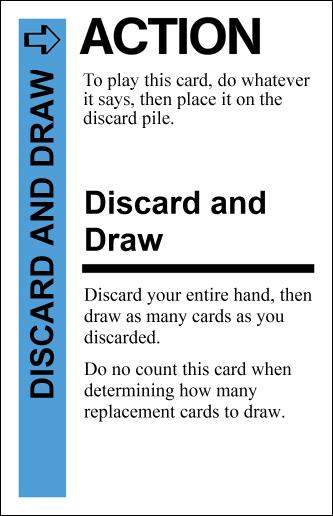 ACTION
To play this card, do whatever
it says, then place it on the
discard pile.
DISCARD AND DRAW
Discard and
Draw
Discard your entire hand, then
draw as many cards as you
discarded.
Do no count this card when
determining how many
replacement cards to draw.